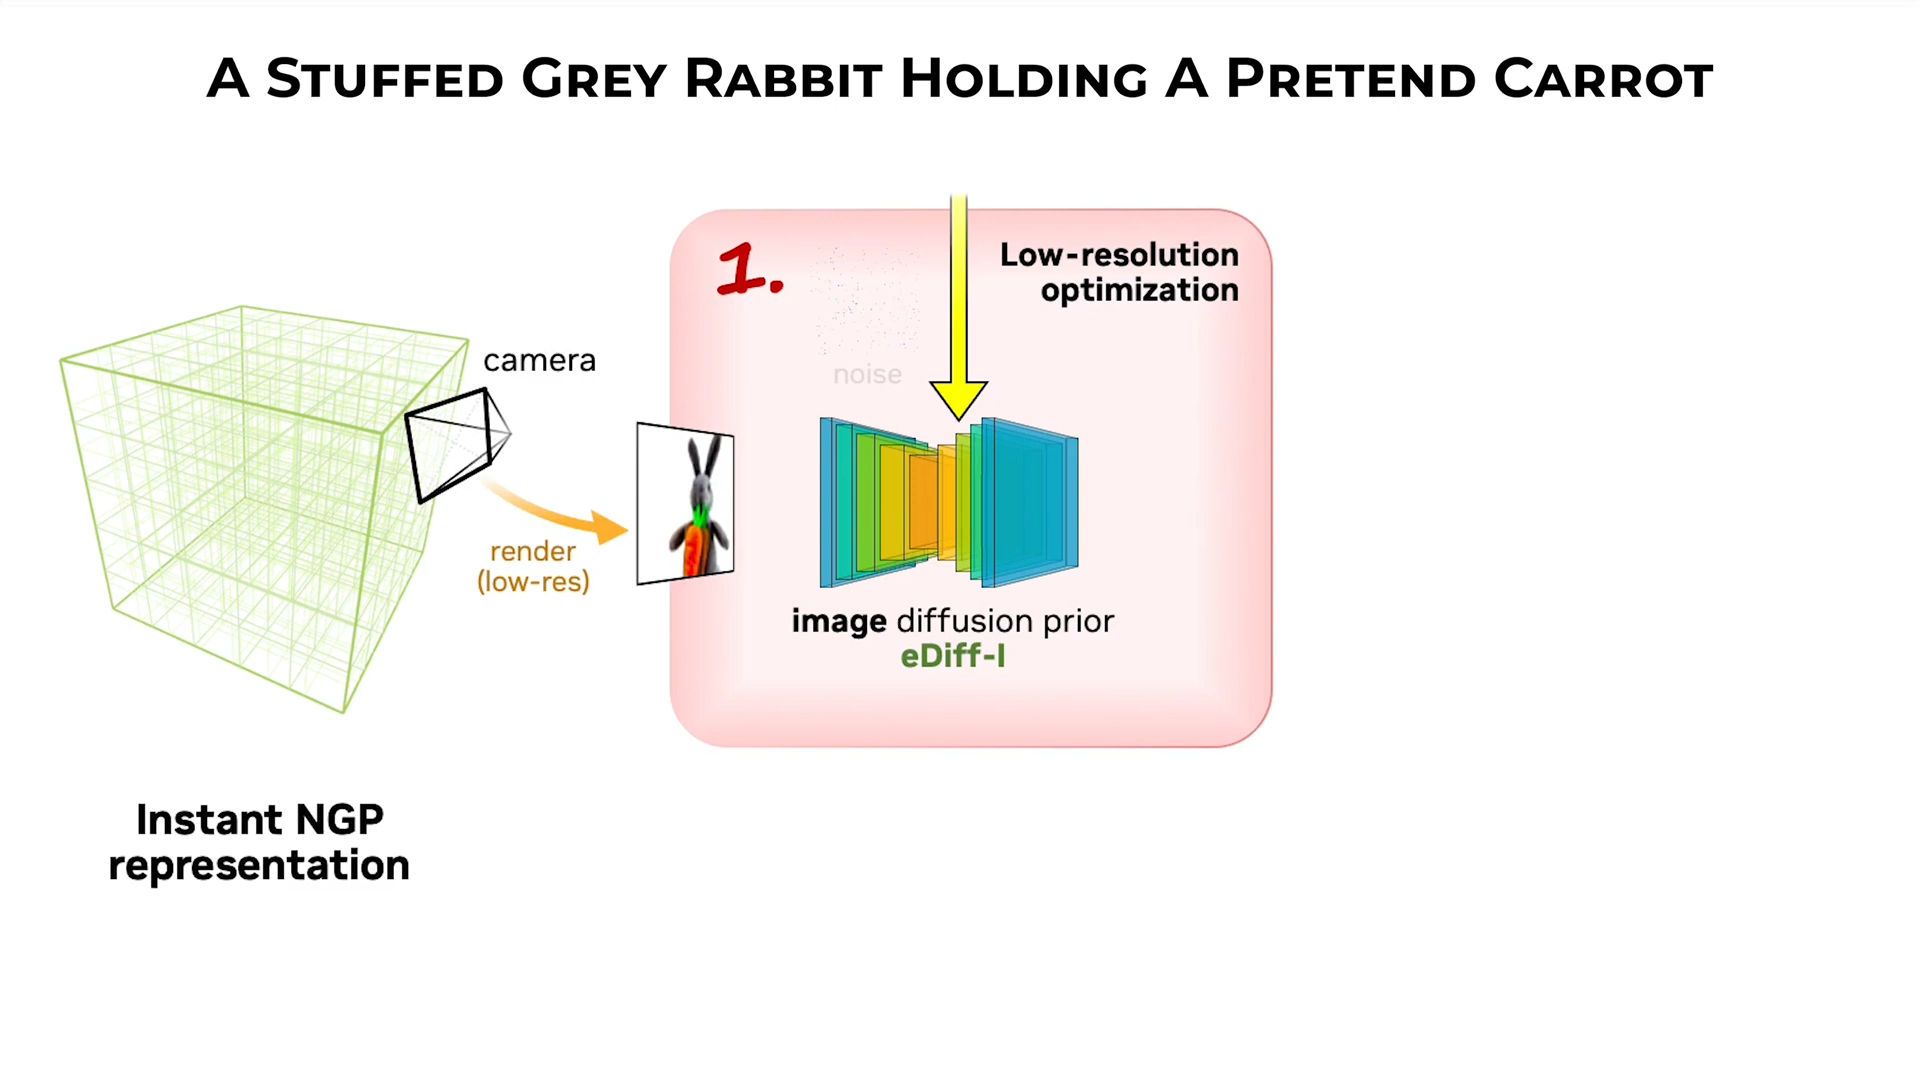 A Stuffed Grey Rabbit Holding A Pretend Carrot
1.
Low-resolution
optimization
camera
noise
render
(low-res)
image diffusion prior
eDiff-I
Instant NGP
representation